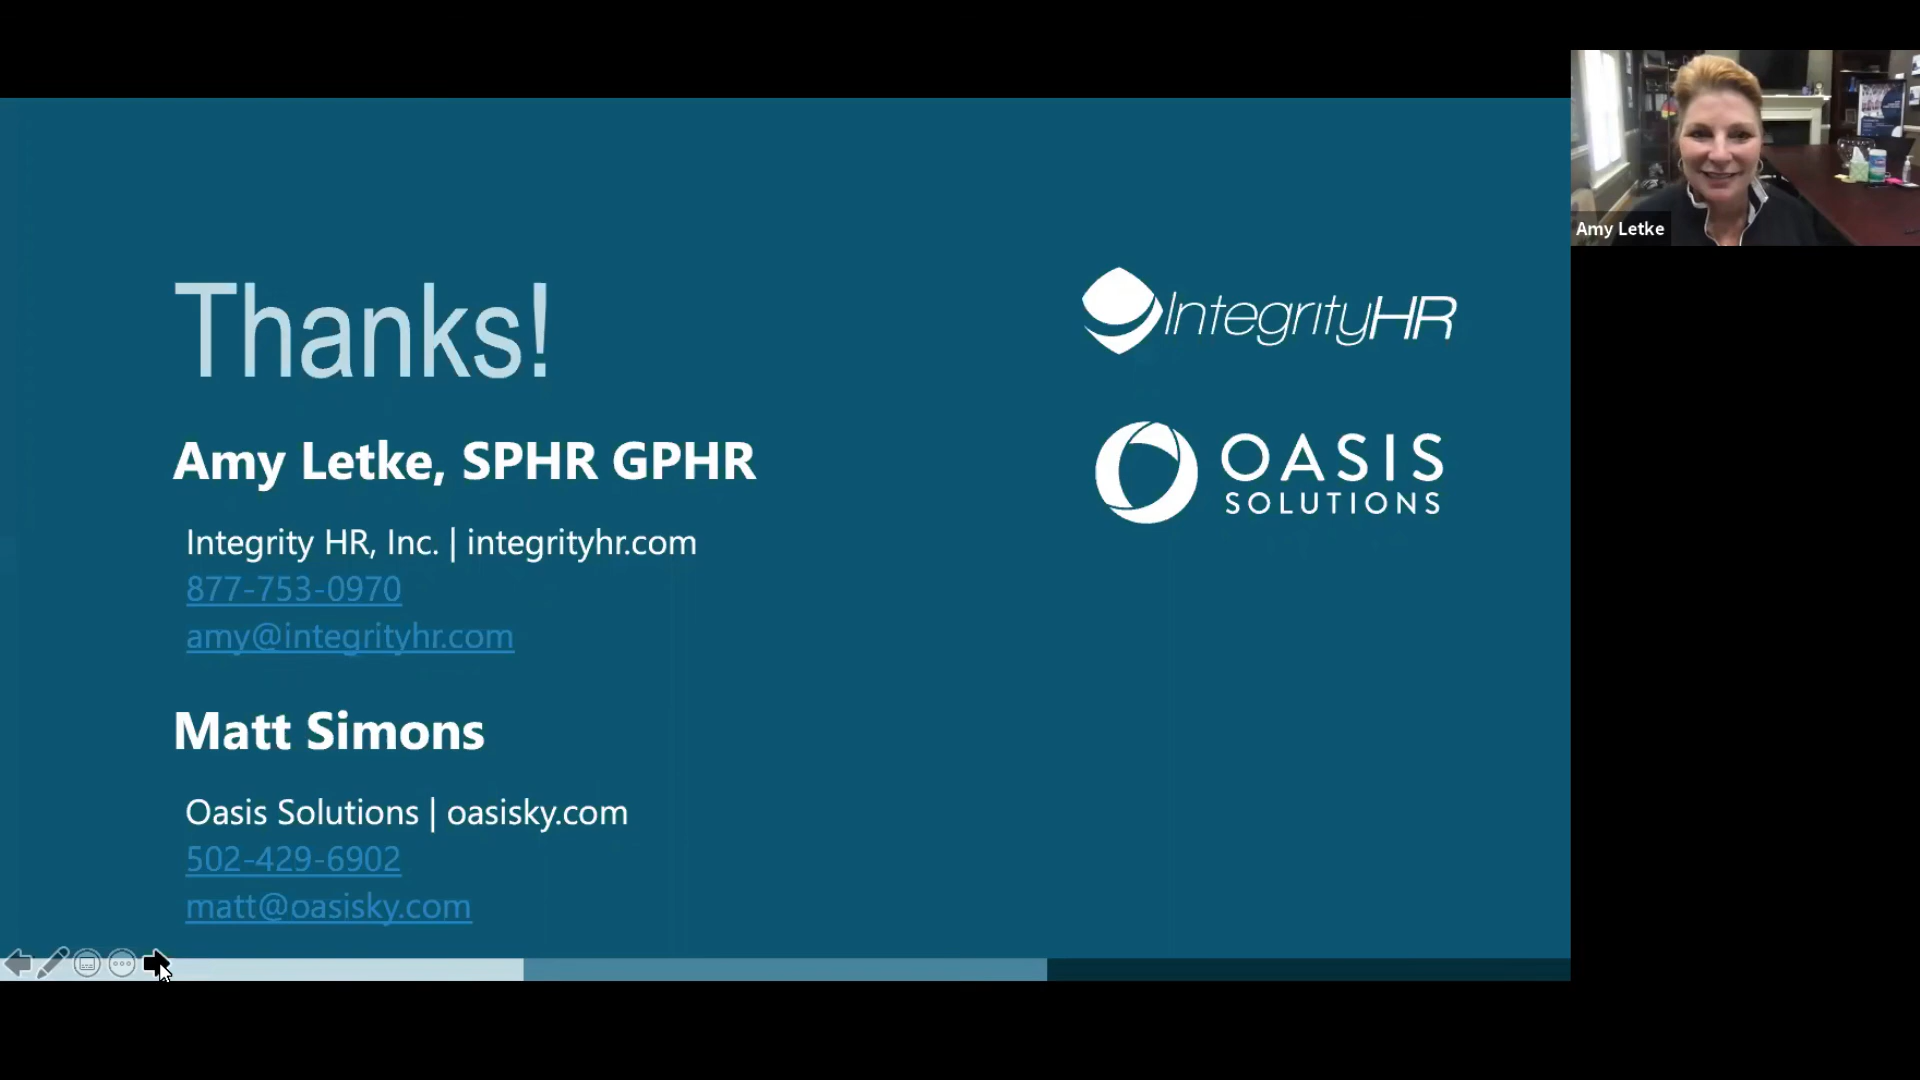 Thanks!
Amy Letke, SPHR GPHR
Integrity HR, Inc. | integrityhr.com
877-753-0970
amy@integrityhr.com
Matt Simons
Oasis Solutions | oasisky.com
502-429-6902
matt@oasisky.com
IntegrityHR
OASIS
SOLUTIONS
Amy Letke